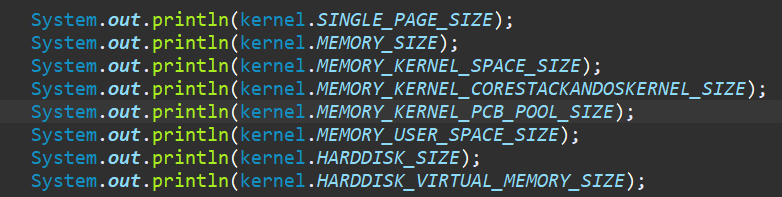 System.out.println(kernel.SINGLE_PAGE_SIZE);
System.out.println(kernel.MEMORY_SIZE);
System.out.println(kernel.MEMORY_KERNEL_SPACE_SIZE);
System.out.println(kernel.MEMORY_KERNEL_CORESTACKANDOSKERNEL_SIZE);
System.out.println(kernel.MEMORY_KERNEL_PCB_POOL_SIZE);
System.out.println(kernel.MEMORY_USER_SPACE_SIZE);
System.out.println(kernel.HARDDISK_SIZE);
System.out.println(kernel.HARDDISK_VIRTUAL_MEMORY_SIZE);